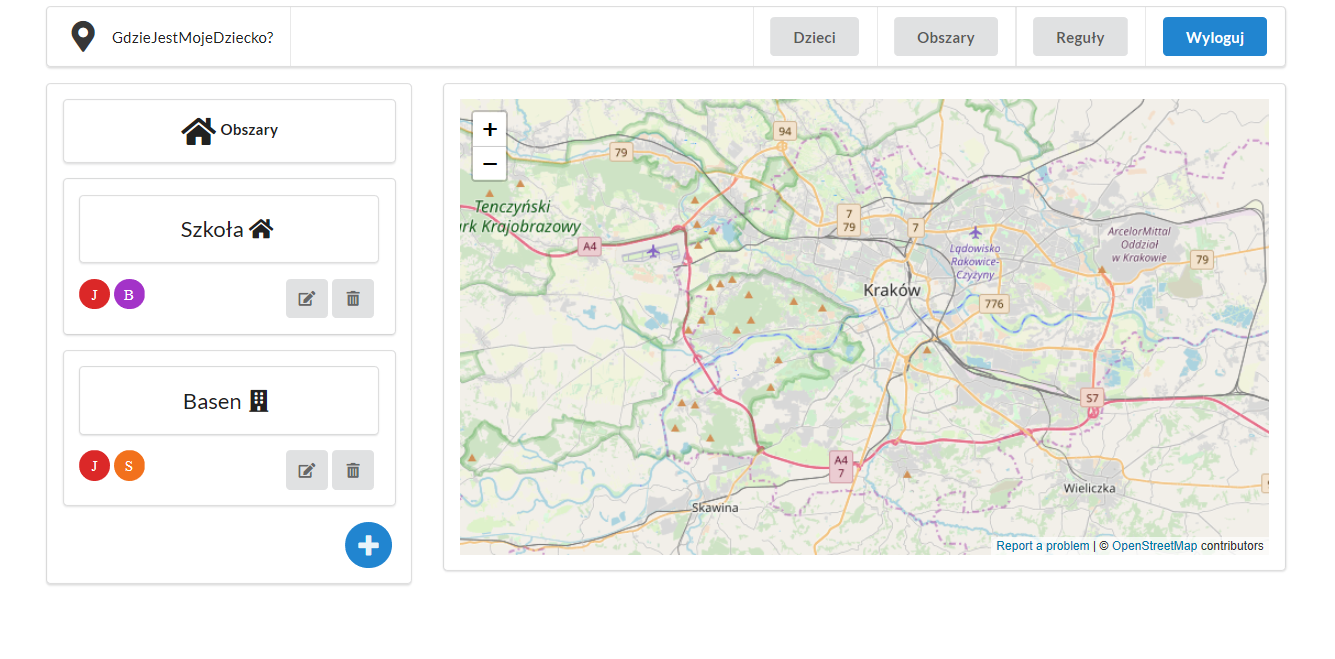 GdzieJestMojeDziecko?
Dzieci
Obszary
Reguły
Wyloguj
Obszary
Szkoła
J B
Basen
J S
+
−
94
79
Tenczyński
rk Krajobrazowy
A4
7
79
7
Lądowisko
Rakowice-
Czyżyny
ArcelorMittal
Oddział
w Krakowie
79
Kraków
776
S7
A4
7
Wieliczka
Skawina
Report a problem | © OpenStreetMap contributors